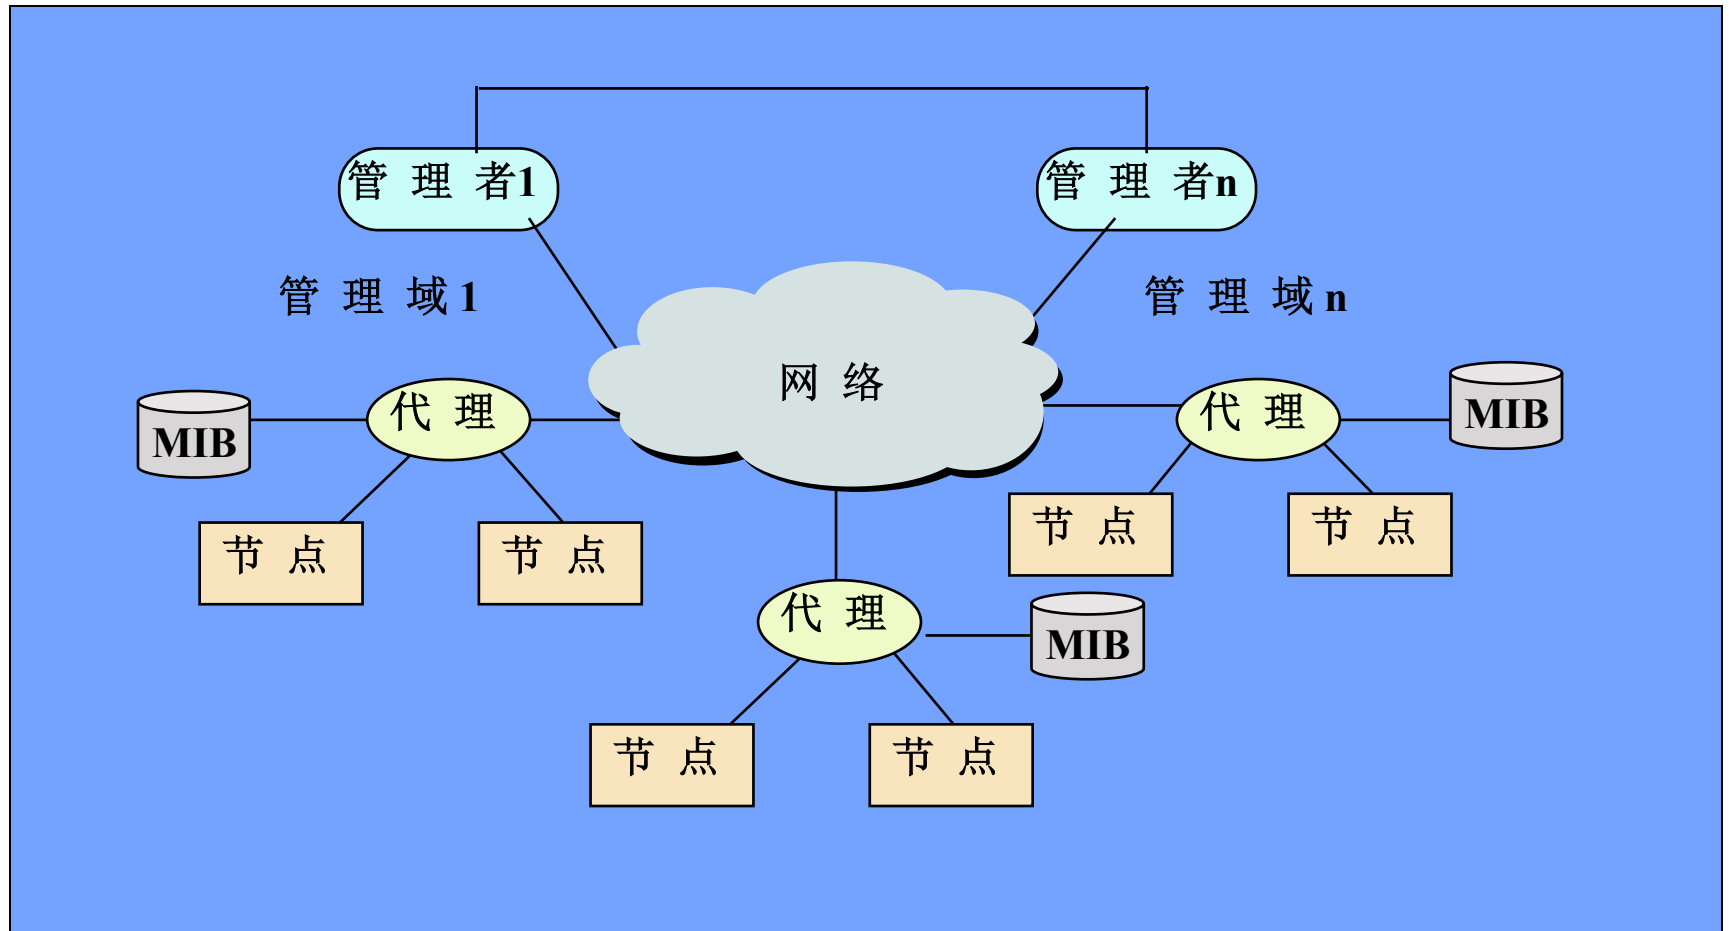 管 理 者1
管 理 者n
管 理 域 1
管 理 域 n
网 络
代 理
MIB
代 理
MIB
节 点
节 点
节 点
节 点
代 理
MIB
节 点
节 点